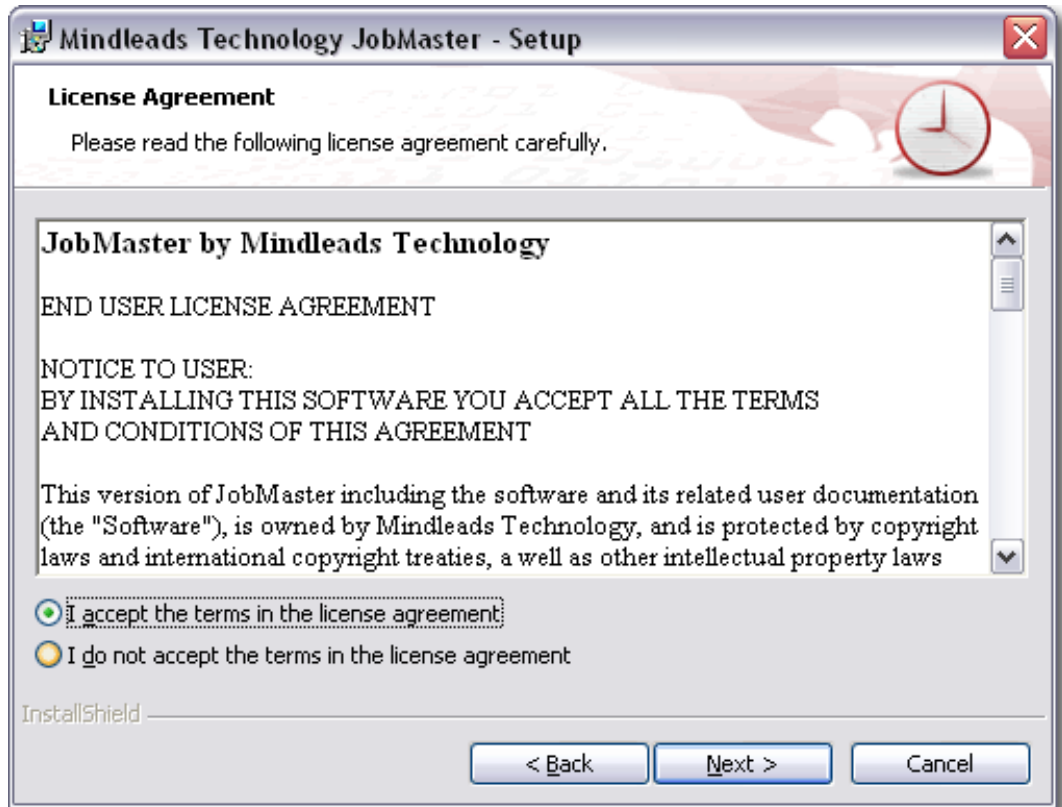 Mindleads Technology JobMaster - Setup
License Agreement
Please read the following license agreement carefully.
JobMaster by Mindleads Technology
END USER LICENSE AGREEMENT
NOTICE TO USER:
BY INSTALLING THIS SOFTWARE YOU ACCEPT ALL THE TERMS
AND CONDITIONS OF THIS AGREEMENT
This version of JobMaster including the software and its related user documentation
(the "Software"), is owned by Mindleads Technology, and is protected by copyright
laws and international copyright treaties, a well as other intellectual property laws
I accept the terms in the license agreement
I do not accept the terms in the license agreement
InstallShield
< Back Next > Cancel